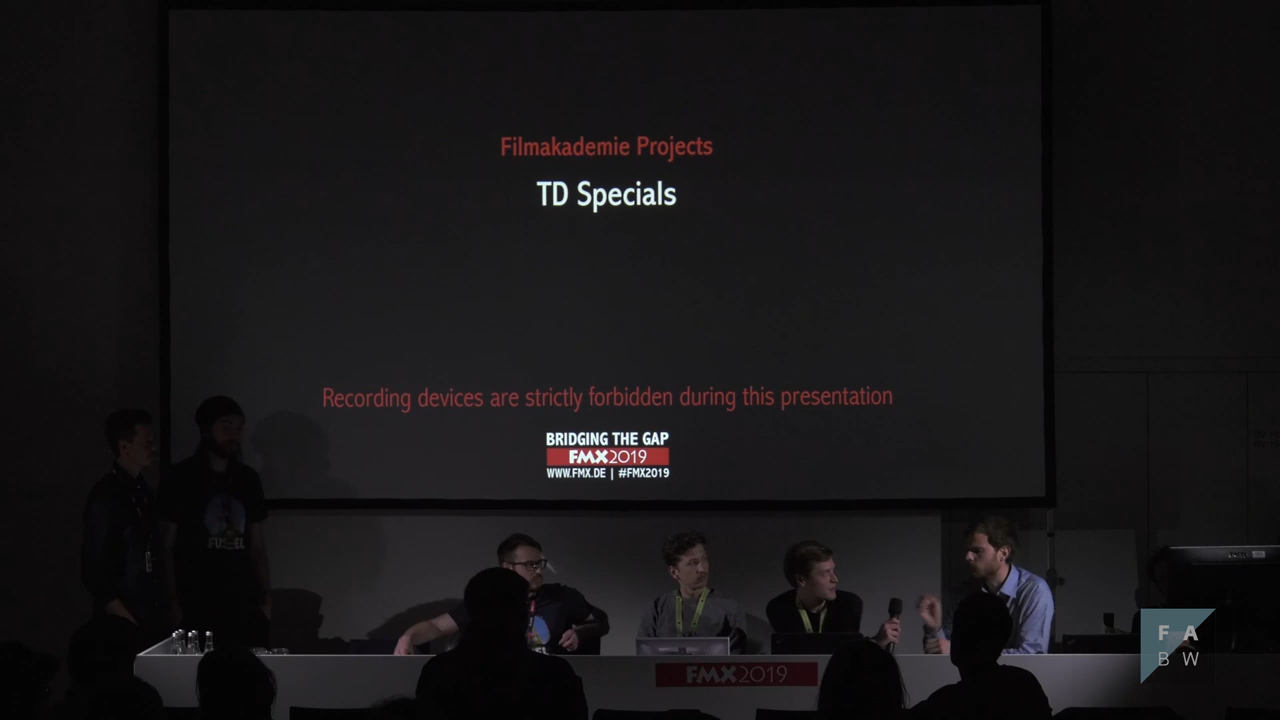 Filmakademie Projects
TD Specials
Recording devices are strictly forbidden during this presentation
BRIDGING THE GAP
FMX2019
WWW.FMX.DE | #FMX2019
FMX2019
F A
B W